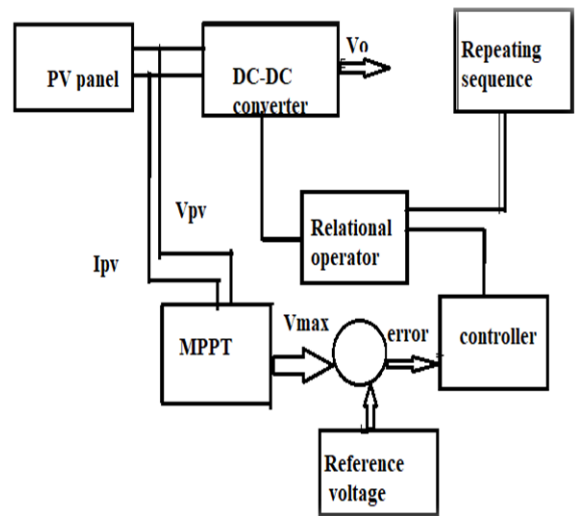 PV panel
DC-DC
converter
Vo
Repeating
sequence
Vpv
Relational
operator
Ipv
MPPT
Vmax
error
controller
Reference
voltage